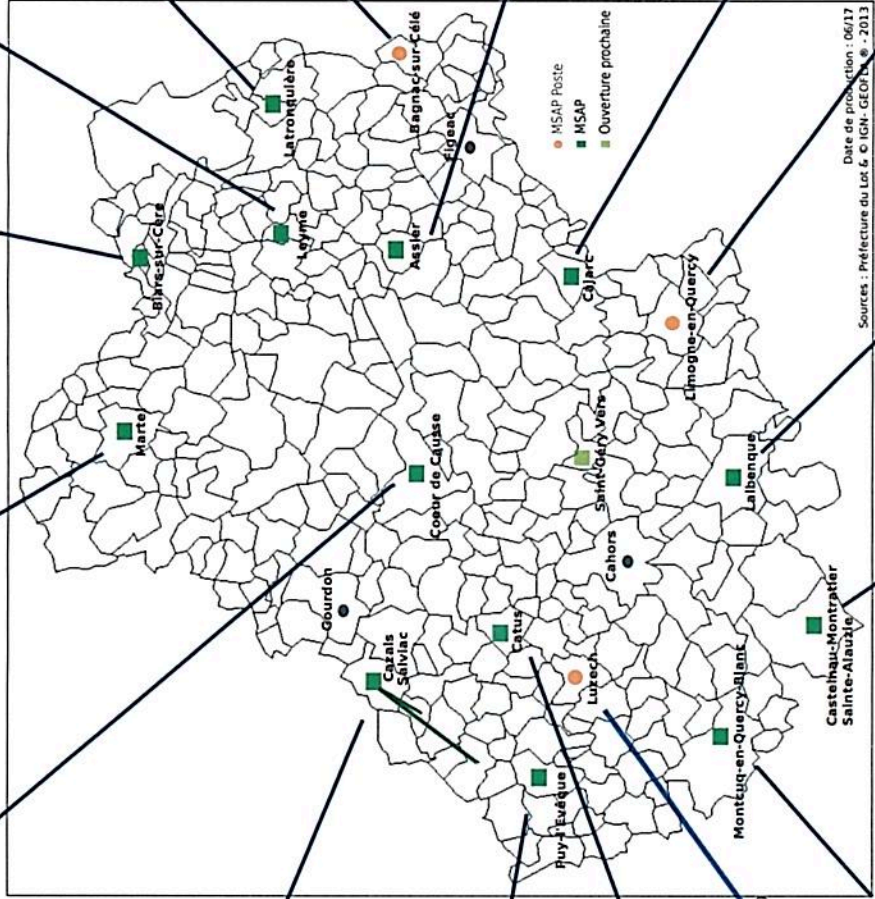 Martel
Biars-sur-Cère
Latronquière
Leyme
Bagnac-sur-Célé
Assier
Figeac
Gourdon
Coeur de Causse
Cazals
Salviac
Catus
Cajarc
Saint Géry Vers
Cahors
Puy-l'Evêque
Luzech
Limogne-en-Quercy
Lalbenque
Montcuq-en-Quercy-Blanc
Castelnau-Montratier
Sainte-Alauzie
MSAP Poste
MSAP
Ouverture prochaine
Date de production : 06/17
Sources : Préfecture du Lot & © IGN- GEOFLA ® - 2013